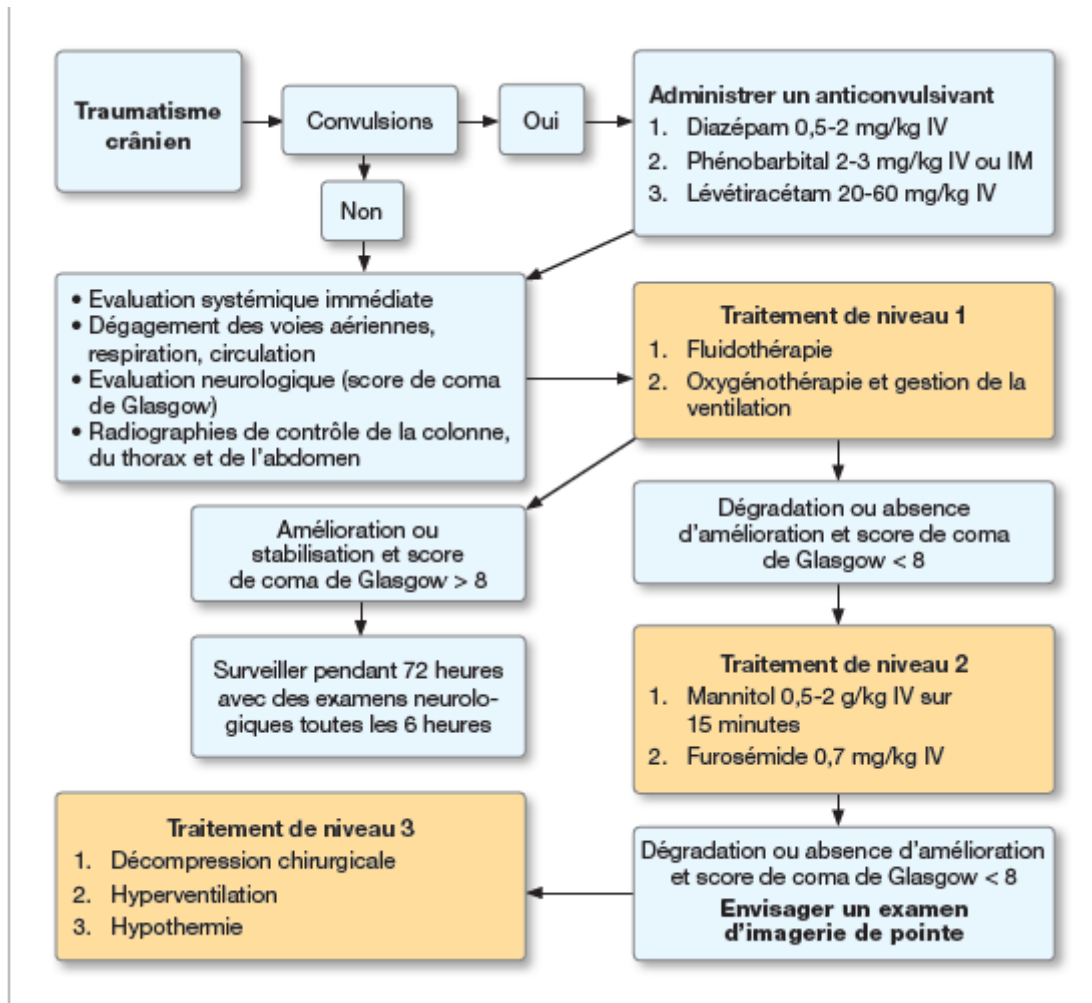 Traumatisme
crânien
Convulsions
Oui
Administrer un anticonvulsivant
1. Diazépam 0,5-2 mg/kg IV
2. Phénobarbital 2-3 mg/kg IV ou IM
3. Lévétiracétam 20-60 mg/kg IV
Non
• Evaluation systémique immédiate
• Dégagement des voies aériennes,
respiration, circulation
• Evaluation neurologique (score de coma
de Glasgow)
• Radiographies de contrôle de la colonne,
du thorax et de l'abdomen
Traitement de niveau 1
1. Fluidothérapie
2. Oxygénothérapie et gestion de la
ventilation
Amélioration ou
stabilisation et score
de coma de Glasgow > 8
Dégradation ou absence
d'amélioration et score de coma
de Glasgow < 8
Surveiller pendant 72 heures
avec des examens neurolo-
giques toutes les 6 heures
Traitement de niveau 2
1. Mannitol 0,5-2 g/kg IV sur
15 minutes
2. Furosémide 0,7 mg/kg IV
Traitement de niveau 3
1. Décompression chirurgicale
2. Hyperventilation
3. Hypothermie
Dégradation ou absence d'amélioration
et score de coma de Glasgow < 8
Envisager un examen
d'imagerie de pointe